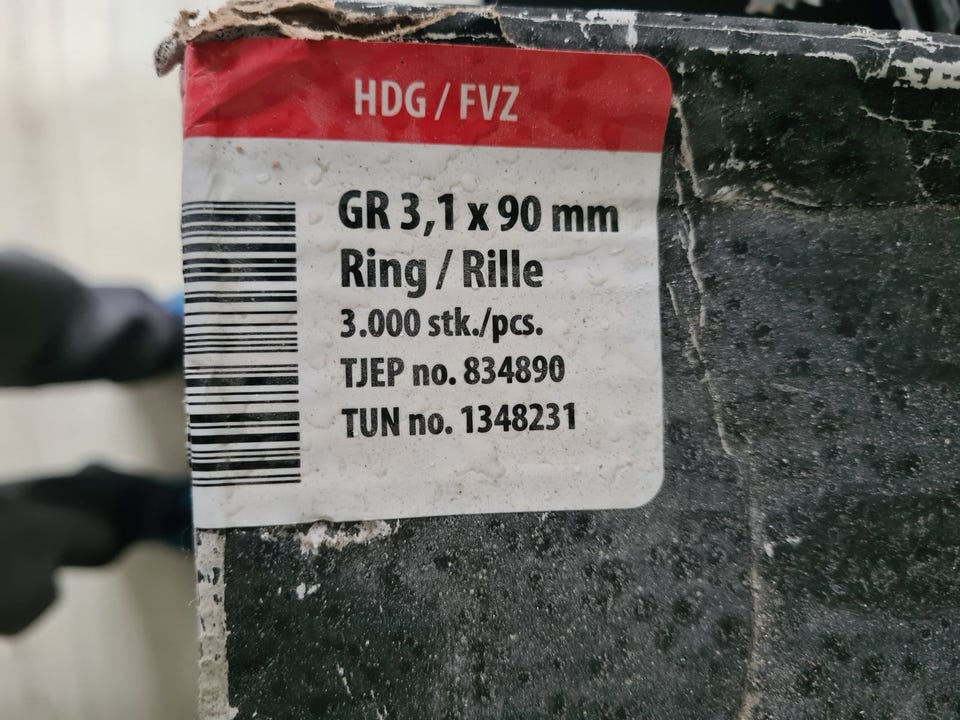 HDG / FVZ
GR 3,1 x 90 mm
Ring / Rille
3.000 stk./pcs.
TJEP no. 834890
TUN no. 1348231